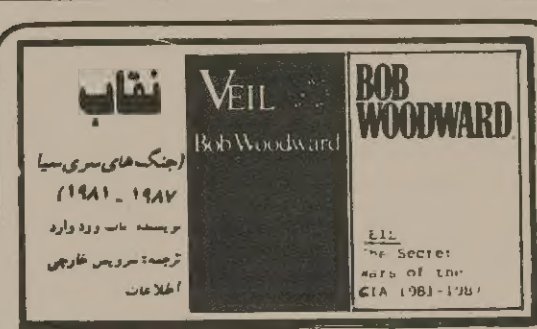 نقاب
(جنگ‌های سری سیا
۱۹۸۷ ـ ۱۹۸۱)
نویسنده باب وودوارد
ترجمه: سرویس خارجی
اطلاعات
VEIL
Bob Woodward
BOB
WOODWARD
EIL
The Secret
Wars of the
CIA 1981-1987